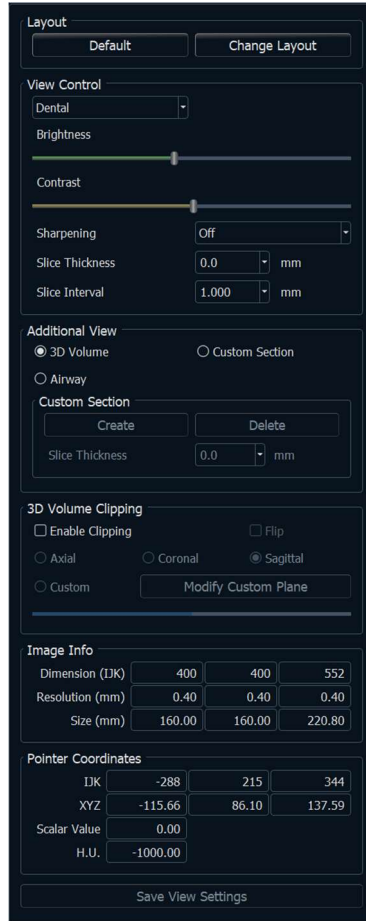 Layout
Default Change Layout
View Control
Dental
Brightness
Contrast
Sharpening Off
Slice Thickness 0.0 mm
Slice Interval 1.000 mm
Additional View
3D Volume Custom Section
Airway
Custom Section
Create Delete
Slice Thickness 0.0 mm
3D Volume Clipping
Enable Clipping Flip
Axial Coronal Sagittal
Custom Modify Custom Plane
Image Info
Dimension (IJK) 400 400 552
Resolution (mm) 0.40 0.40 0.40
Size (mm) 160.00 160.00 220.80
Pointer Coordinates
IJK -288 215 344
XYZ -115.66 86.10 137.59
Scalar Value 0.00
H.U. -1000.00
Save View Settings